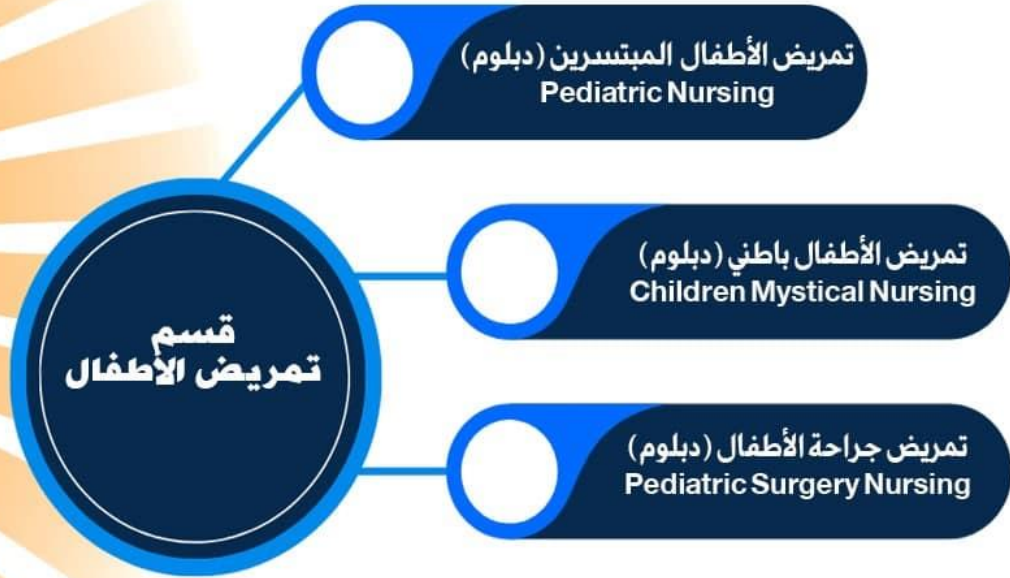 تمريض الأطفال المبتسرين (دبلوم)
Pediatric Nursing
تمريض الأطفال باطني (دبلوم)
Children Mystical Nursing
قسم
تمريض الأطفال
تمريض جراحة الأطفال (دبلوم)
Pediatric Surgery Nursing